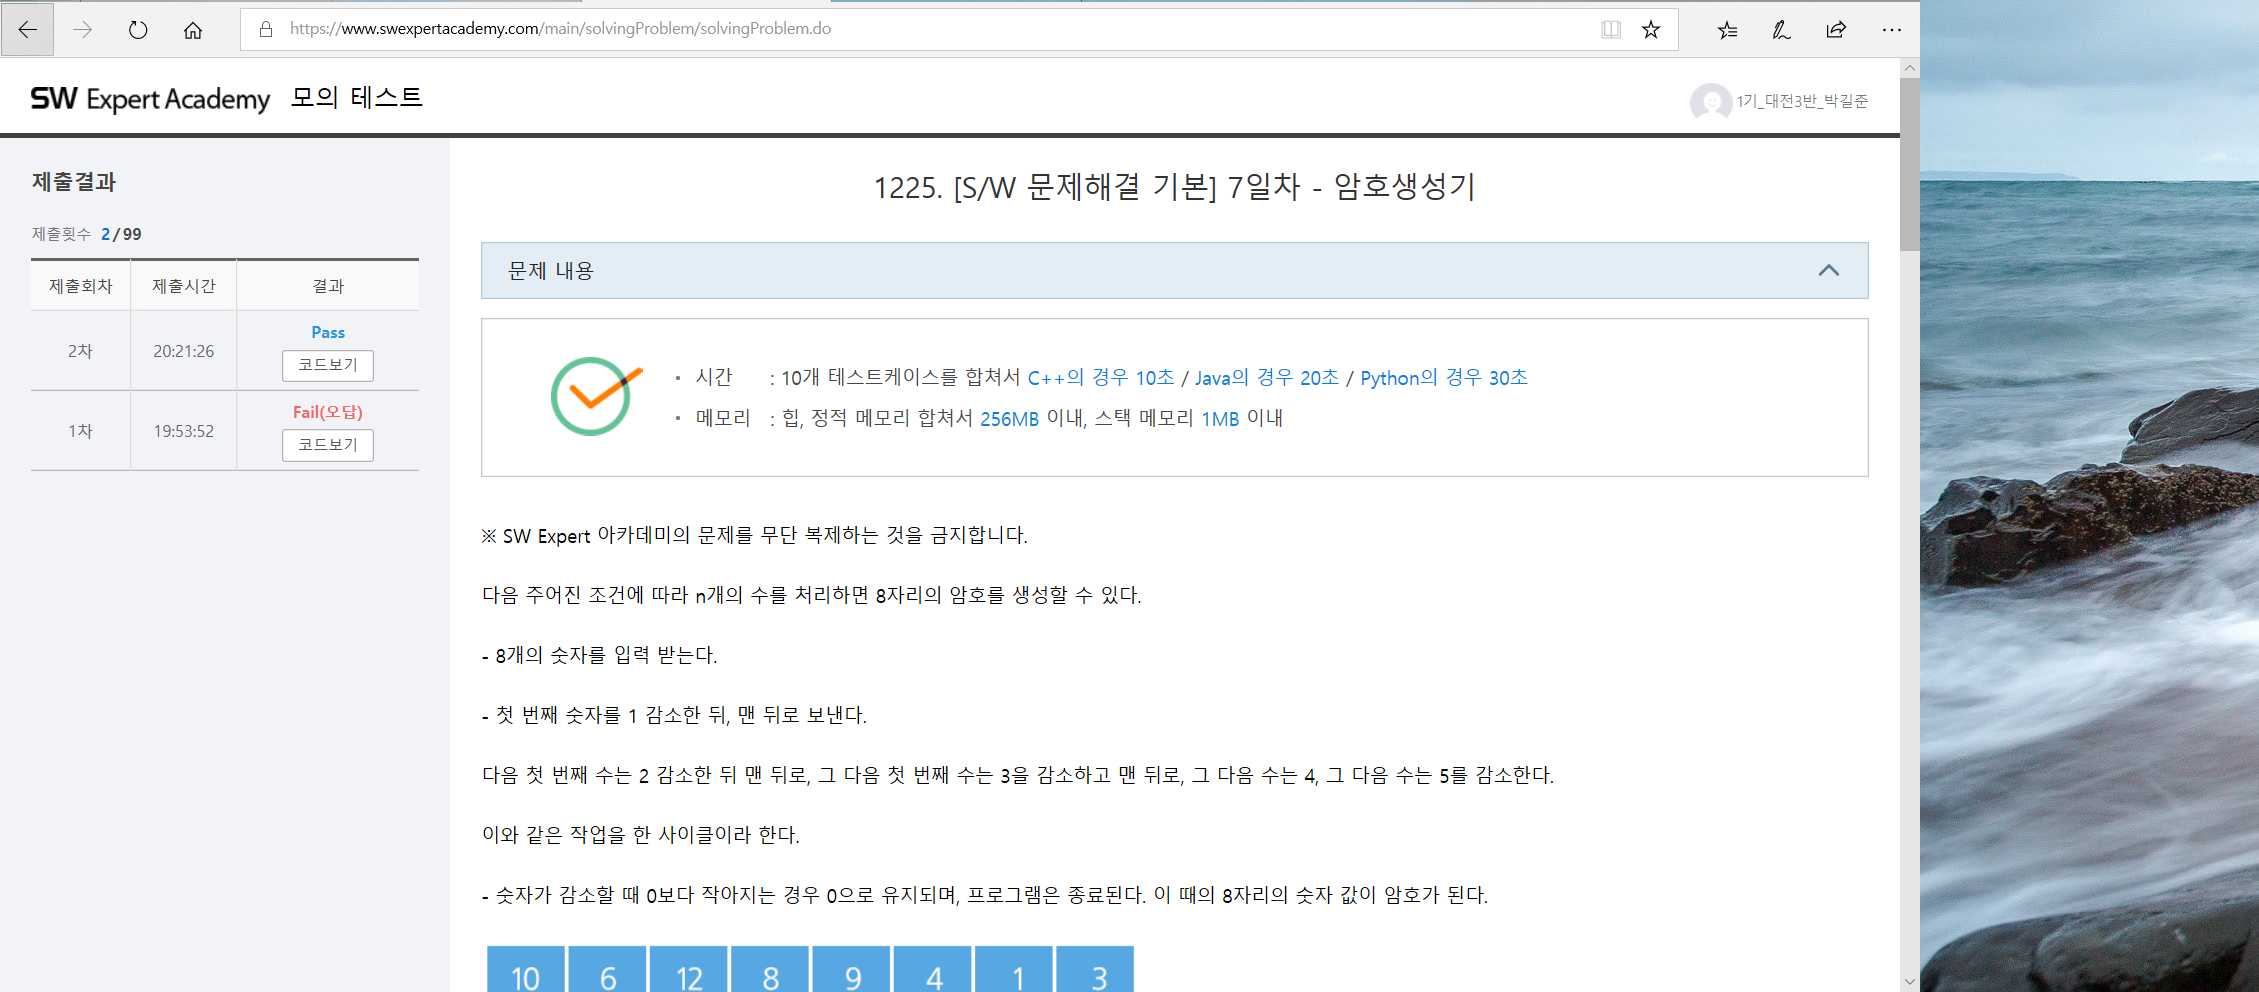 https://www.swexpertacademy.com/main/solvingProblem/solvingProblem.do
SW Expert Academy 모의 테스트
1기_대전3반_박길준
제출결과
제출횟수 2/99
제출회차 제출시간 결과
2차 20:21:26 Pass
코드보기
1차 19:53:52 Fail(오답)
코드보기
1225. [S/W 문제해결 기본] 7일차 - 암호생성기
문제 내용
· 시간 : 10개 테스트케이스를 합쳐서 C++의 경우 10초 / Java의 경우 20초 / Python의 경우 30초
· 메모리 : 힙, 정적 메모리 합쳐서 256MB 이내, 스택 메모리 1MB 이내
※ SW Expert 아카데미의 문제를 무단 복제하는 것을 금지합니다.
다음 주어진 조건에 따라 n개의 수를 처리하면 8자리의 암호를 생성할 수 있다.
- 8개의 숫자를 입력 받는다.
- 첫 번째 숫자를 1 감소한 뒤, 맨 뒤로 보낸다.
다음 첫 번째 수는 2 감소한 뒤 맨 뒤로, 그 다음 첫 번째 수는 3을 감소하고 맨 뒤로, 그 다음 수는 4, 그 다음 수는 5를 감소한다.
이와 같은 작업을 한 사이클이라 한다.
- 숫자가 감소할 때 0보다 작아지는 경우 0으로 유지되며, 프로그램은 종료된다. 이 때의 8자리의 숫자 값이 암호가 된다.
10 6 12 8 9 4 1 3